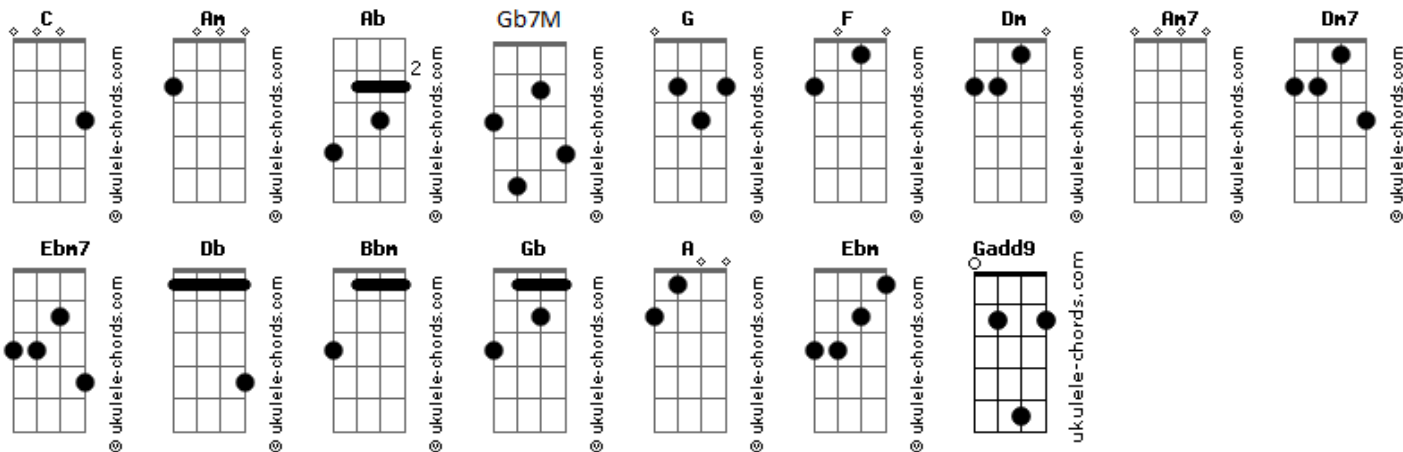 C Am Ab Gb7M G F Dm Am7 Dm7
2
© ukulele-chords.com © ukulele-chords.com © ukulele-chords.com © ukulele-chords.com © ukulele-chords.com © ukulele-chords.com © ukulele-chords.com © ukulele-chords.com © ukulele-chords.com
Ebm7 Db Bbm Gb A Ebm Gadd9
© ukulele-chords.com © ukulele-chords.com © ukulele-chords.com © ukulele-chords.com © ukulele-chords.com © ukulele-chords.com ukulele-chords.com